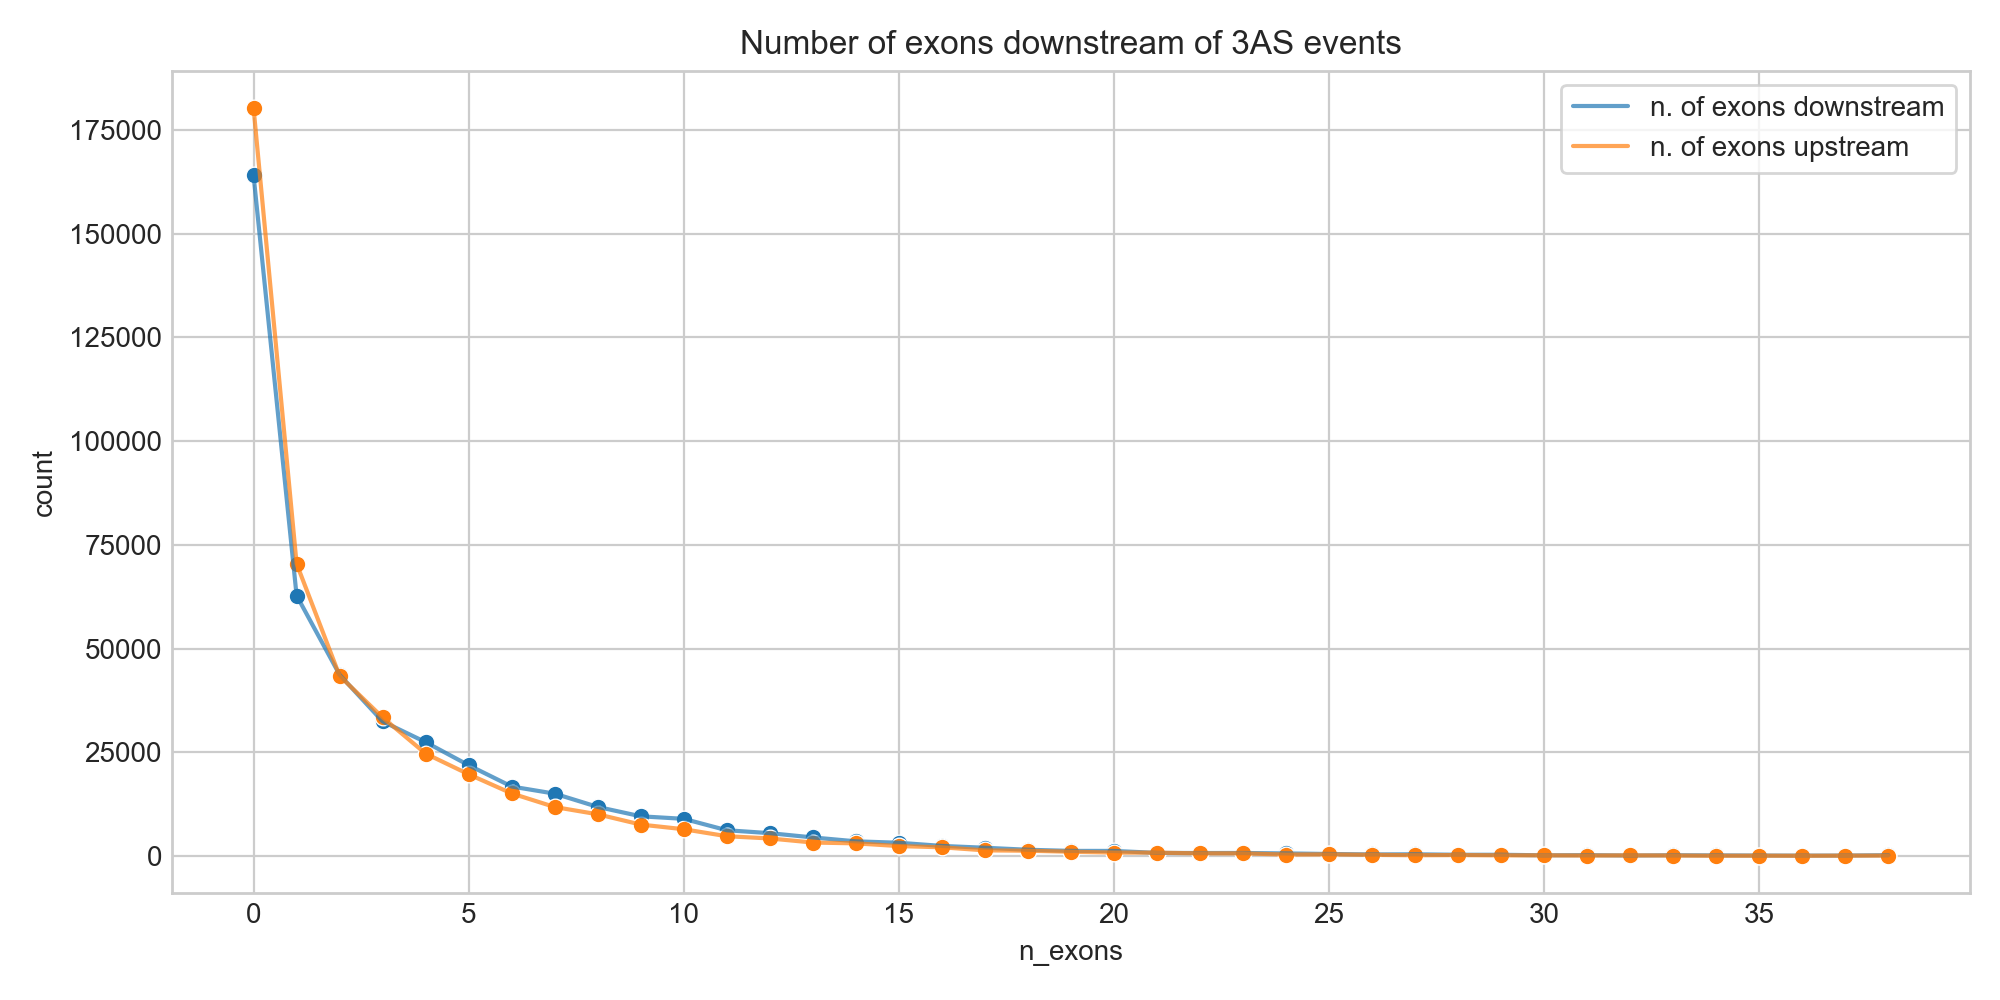 Number of exons downstream of 3AS events
n. of exons downstream
n. of exons upstream
175000
150000
125000
100000
75000
50000
25000
0
count
0 5 10 15 20 25 30 35
n_exons